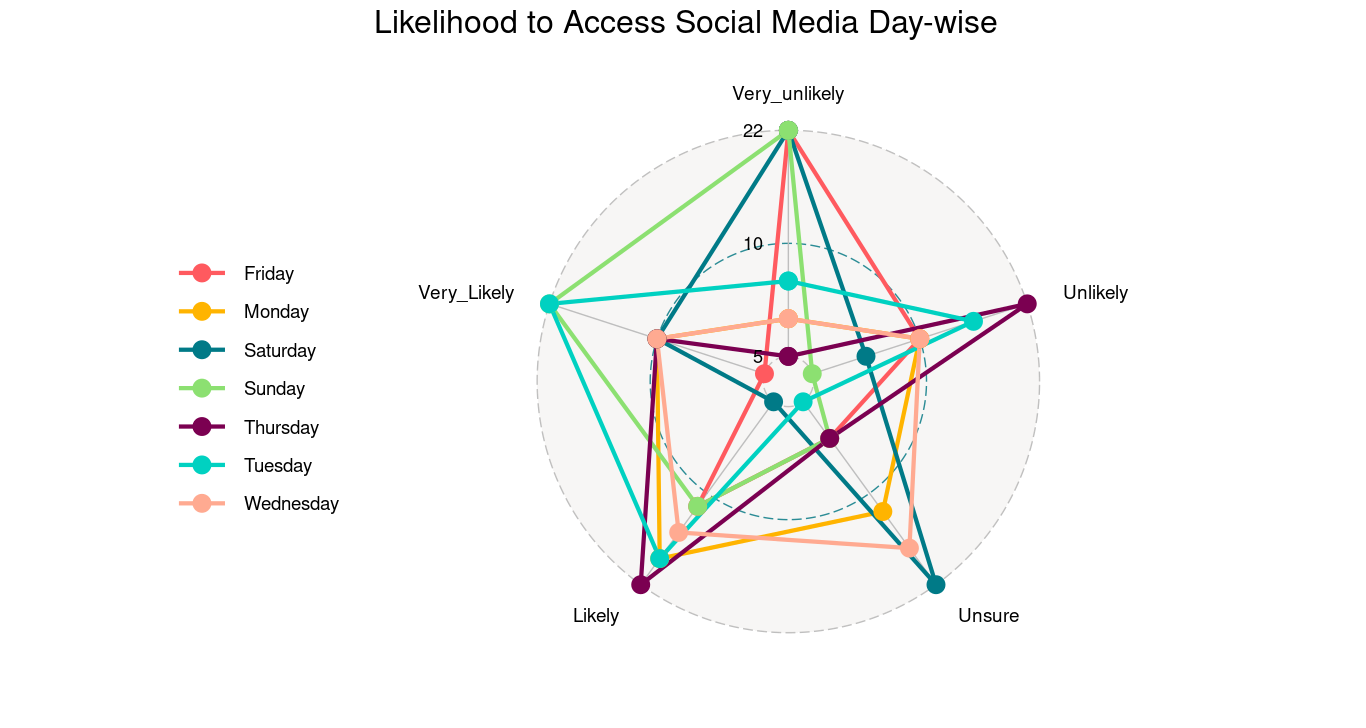 Likelihood to Access Social Media Day-wise
Very_unlikely
22
10
5
Very_Likely
Unlikely
Friday
Monday
Saturday
Sunday
Thursday
Tuesday
Wednesday
Likely
Unsure